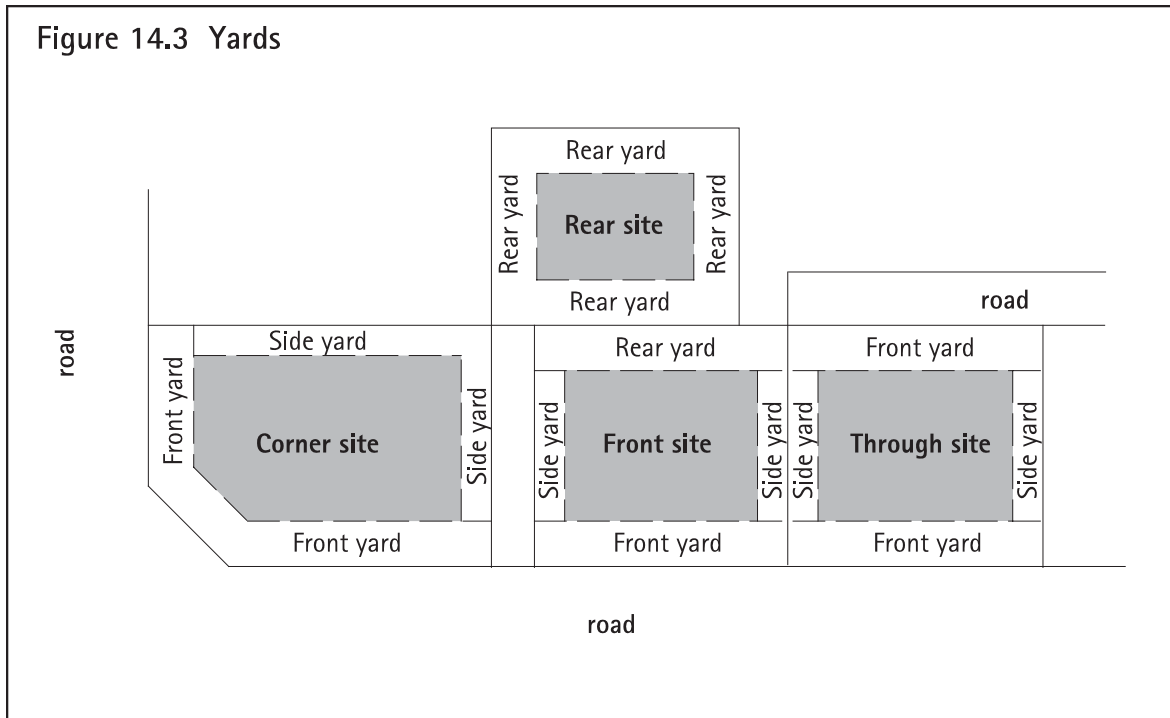 Figure 14.3 Yards
Rear yard
Rear yard
Rear site
Rear yard
Rear yard
road
road
Side yard
Front yard
Corner site
Side yard
Front yard
Rear yard
Side yard
Front site
Side yard
Front yard
Front yard
Side yard
Through site
Side yard
Front yard
road